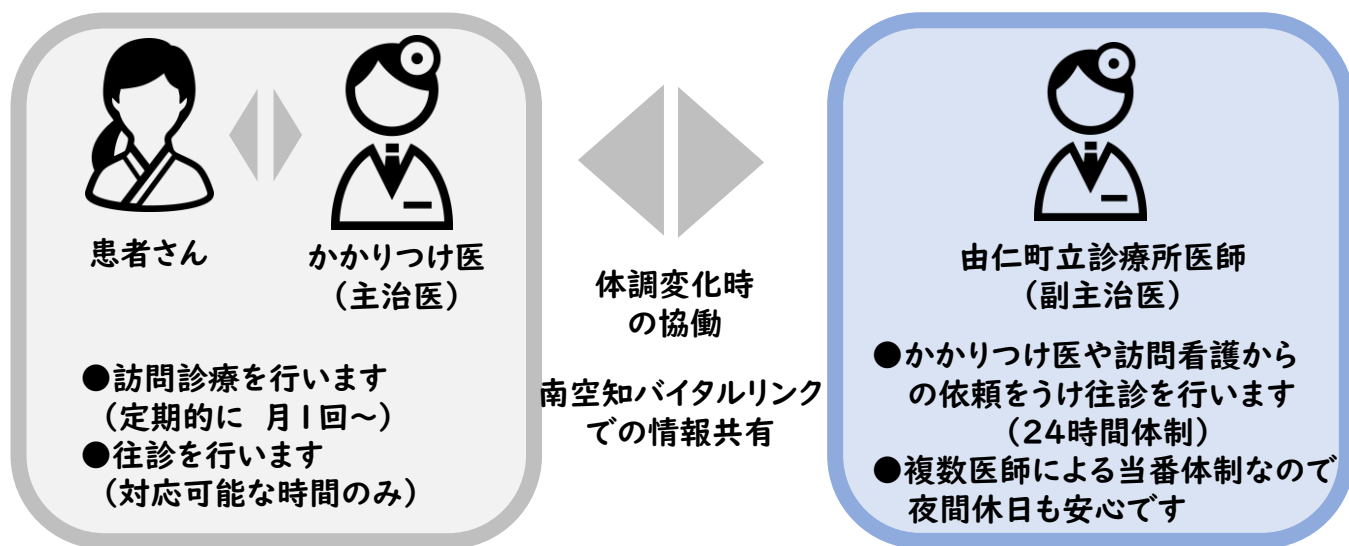 患者さん
かかりつけ医
（主治医）
●訪問診療を行います
（定期的に 月1回～）
●往診を行います
（対応可能な時間のみ）
体調変化時
の協働
南空知バイタルリンク
での情報共有
由仁町立診療所医師
（副主治医）
●かかりつけ医や訪問看護から
の依頼をうけ往診を行います
（24時間体制）
●複数医師による当番体制なので
夜間休日も安心です